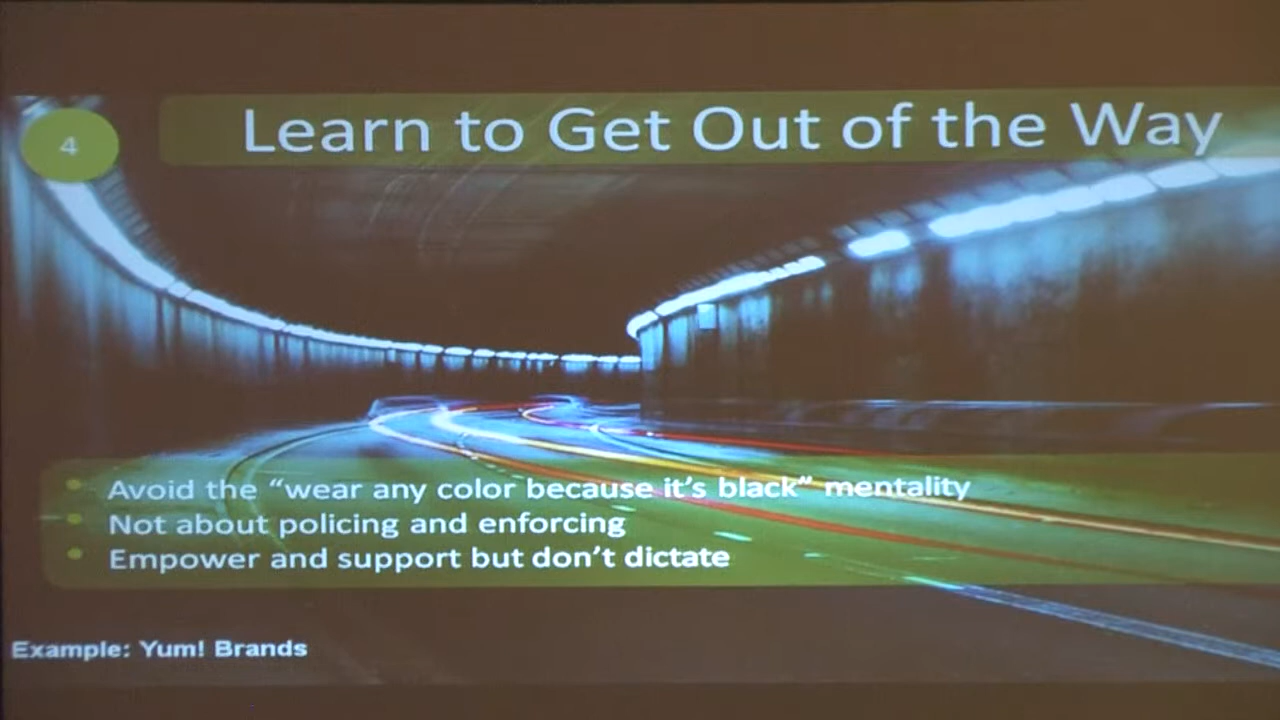 4
Learn to Get Out of the Way
Avoid the “wear any color because it’s black” mentality
Not about policing and enforcing
Empower and support but don’t dictate
Example: Yum! Brands